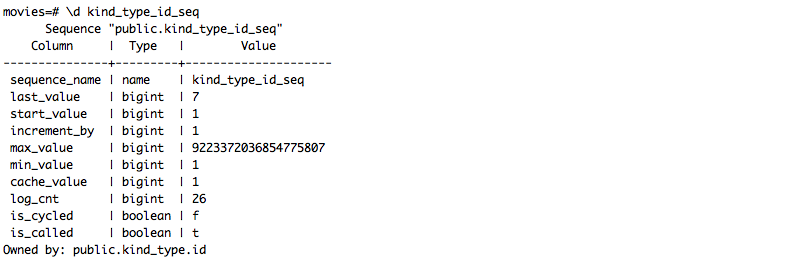 movies=# \d kind_type_id_seq
      Sequence "public.kind_type_id_seq"
    Column     |  Type   |        Value
---------------+---------+---------------------
 sequence_name | name    | kind_type_id_seq
 last_value    | bigint  | 7
 start_value   | bigint  | 1
 increment_by  | bigint  | 1
 max_value     | bigint  | 9223372036854775807
 min_value     | bigint  | 1
 cache_value   | bigint  | 1
 log_cnt       | bigint  | 26
 is_cycled     | boolean | f
 is_called     | boolean | t
Owned by: public.kind_type.id